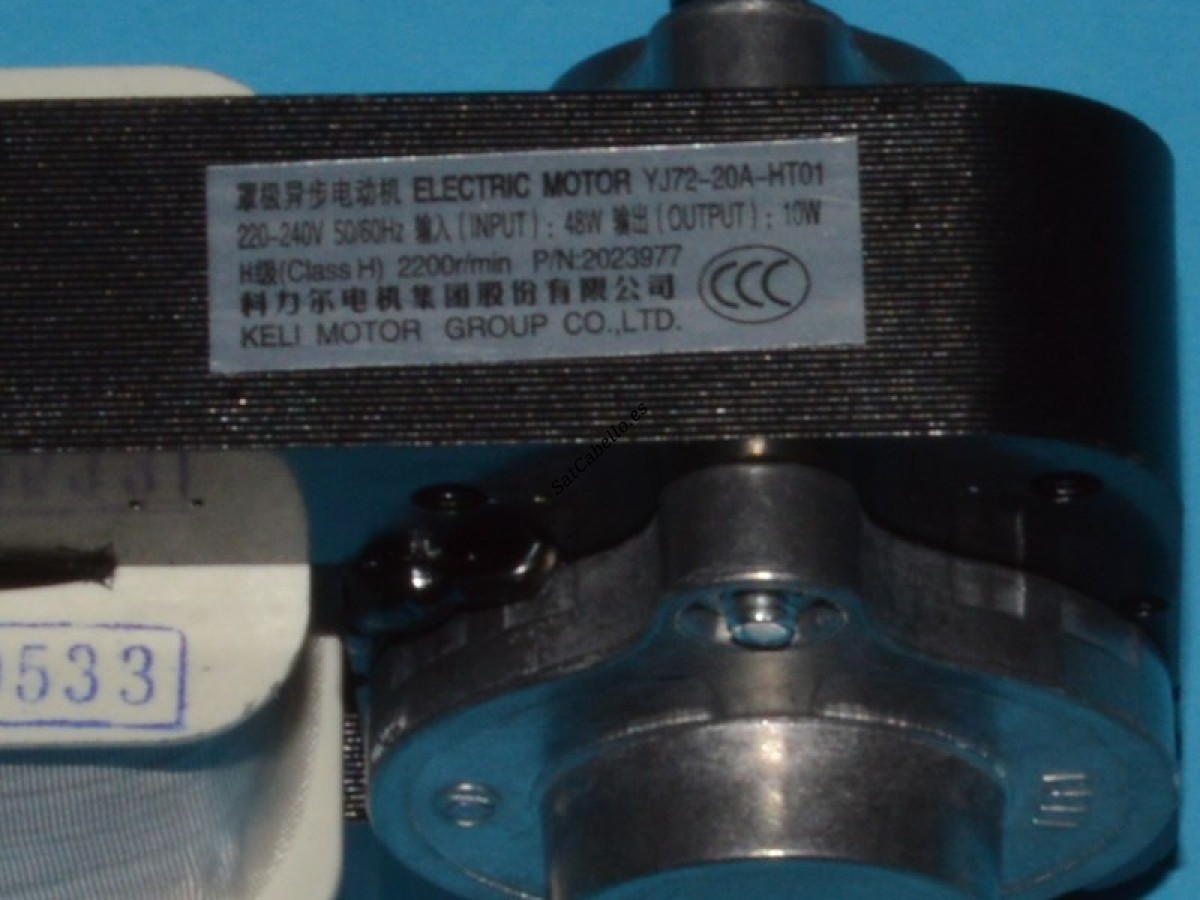 罩极异步电动机 ELECTRIC MOTOR YJ72-20A-HT01
220-240V 50/60Hz 输入(INPUT): 48W 输出(OUTPUT): 10W
H级(Class H) 2200r/min P/N:2023977
科力尔电机集团股份有限公司
KELI MOTOR GROUP CO.,LTD.
CCC
SatCabello.es
533